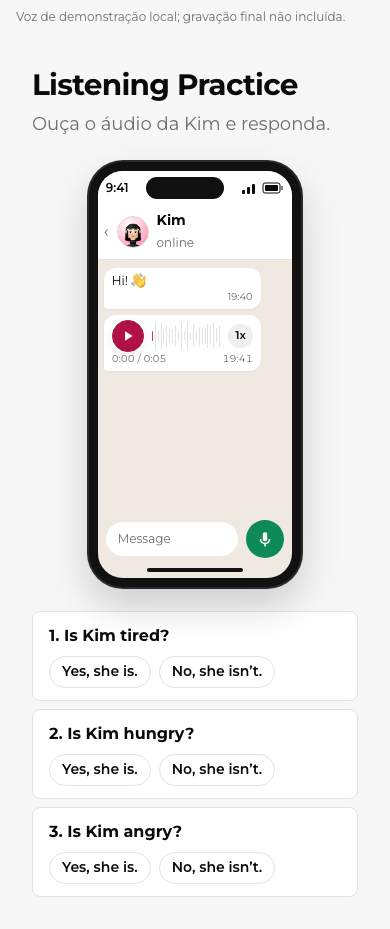 Voz de demonstração local; gravação final não incluída.
Listening Practice
Ouça o áudio da Kim e responda.
9:41
Kim
online
Hi! 👋
19:40
1x
0:00 / 0:05
19:41
Message
1. Is Kim tired?
Yes, she is.
No, she isn’t.
2. Is Kim hungry?
Yes, she is.
No, she isn’t.
3. Is Kim angry?
Yes, she is.
No, she isn’t.